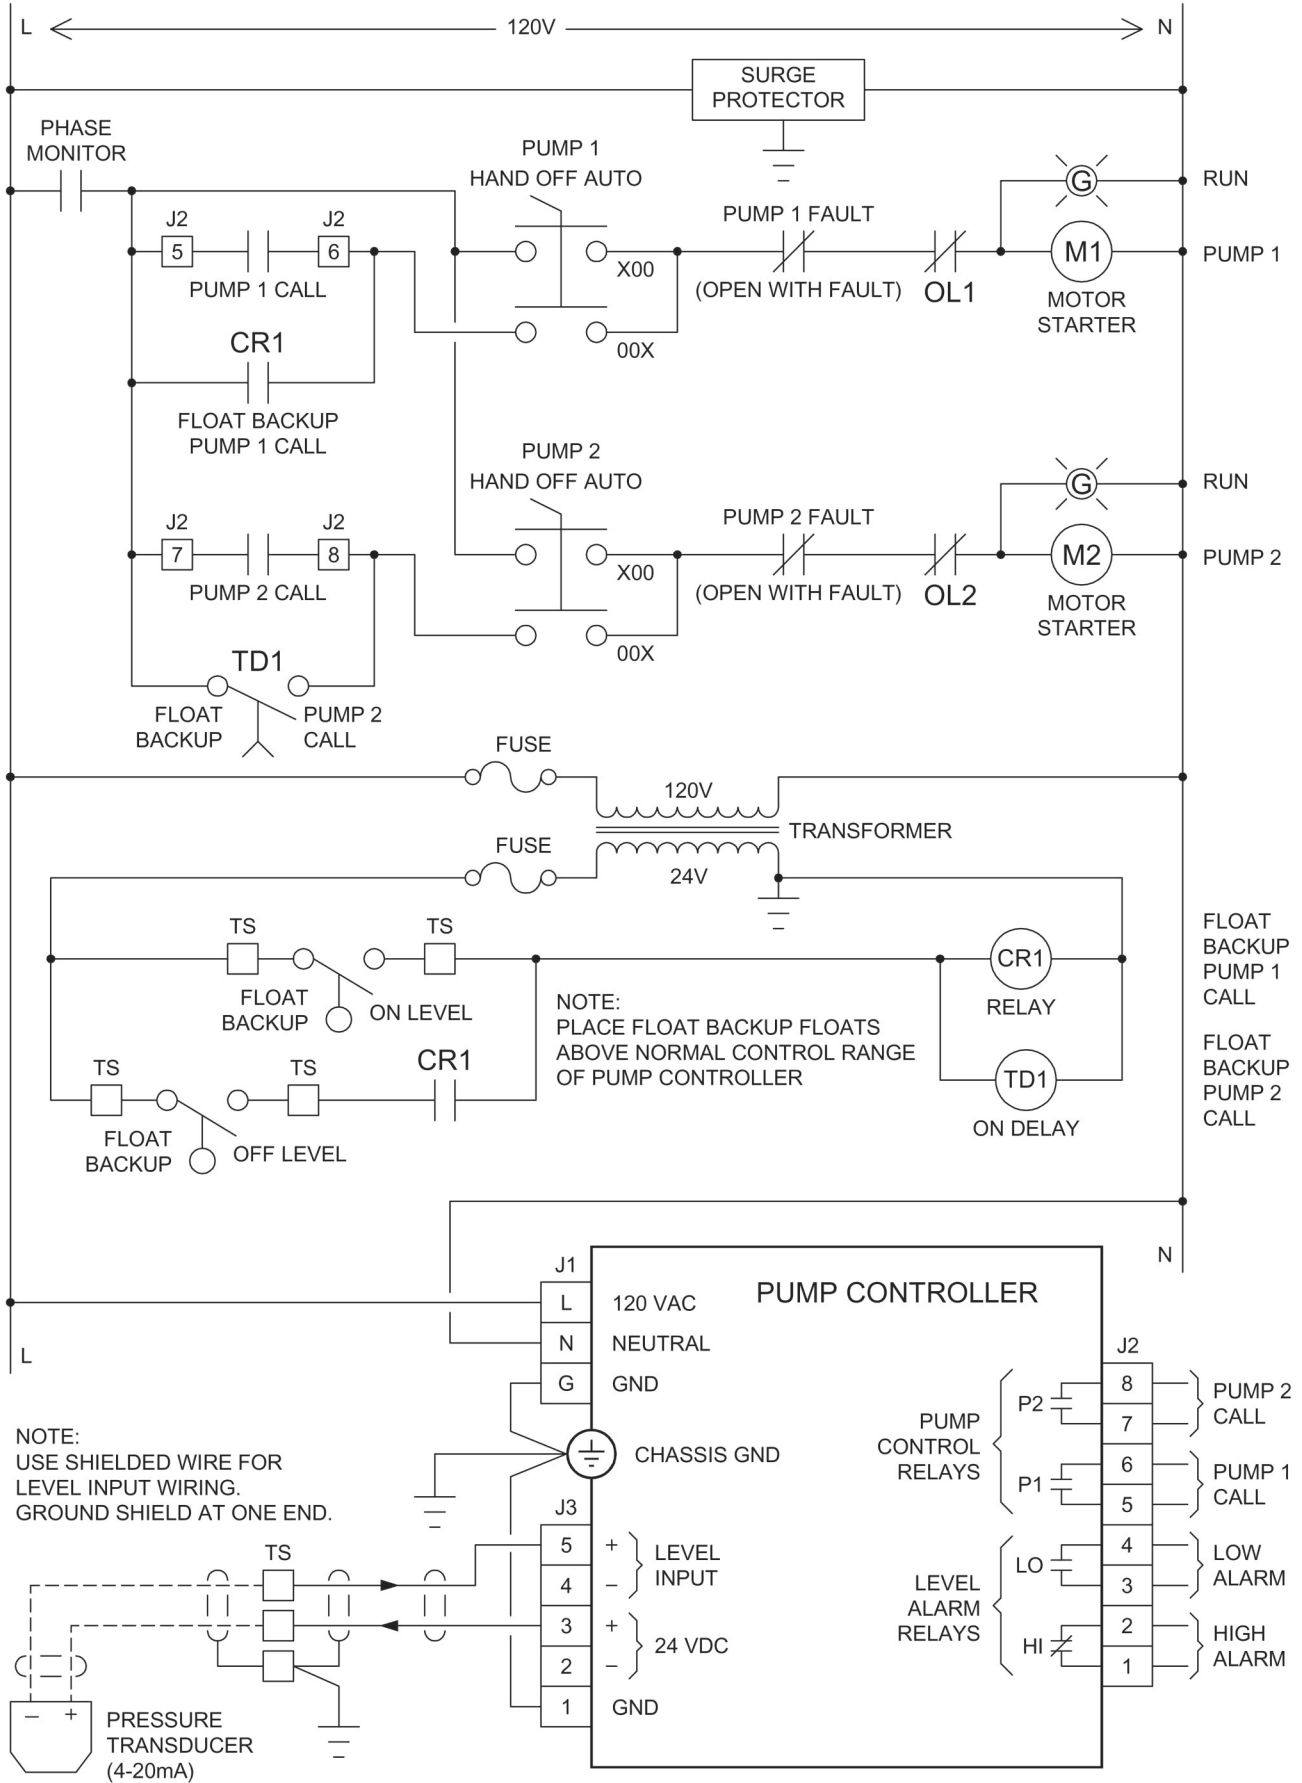 L
120V
N
SURGE
PROTECTOR
PHASE
MONITOR
PUMP 1
HAND OFF AUTO
G
RUN
J2
J2
PUMP 1 FAULT
5
6
X00
M1
PUMP 1
PUMP 1 CALL
(OPEN WITH FAULT)
OL1
MOTOR
STARTER
CR1
00X
FLOAT BACKUP
PUMP 1 CALL
PUMP 2
HAND OFF AUTO
G
RUN
J2
J2
PUMP 2 FAULT
7
8
X00
M2
PUMP 2
PUMP 2 CALL
(OPEN WITH FAULT)
OL2
MOTOR
STARTER
TD1
00X
FLOAT
BACKUP
PUMP 2
CALL
FUSE
120V
TRANSFORMER
FUSE
24V
TS
TS
FLOAT
BACKUP
ON LEVEL
CR1
RELAY
FLOAT
BACKUP
PUMP 1
CALL
NOTE:
PLACE FLOAT BACKUP FLOATS
ABOVE NORMAL CONTROL RANGE
OF PUMP CONTROLLER
TS
TS
CR1
FLOAT
BACKUP
OFF LEVEL
TD1
ON DELAY
FLOAT
BACKUP
PUMP 2
CALL
N
L
J1
PUMP CONTROLLER
L
120 VAC
N
NEUTRAL
G
GND
CHASSIS GND
J2
8
7
6
5
4
3
2
1
P2
P1
LO
HI
PUMP
CONTROL
RELAYS
LEVEL
ALARM
RELAYS
PUMP 2
CALL
PUMP 1
CALL
LOW
ALARM
HIGH
ALARM
NOTE:
USE SHIELDED WIRE FOR
LEVEL INPUT WIRING.
GROUND SHIELD AT ONE END.
J3
5
+
4
−
LEVEL
INPUT
3
+
2
−
24 VDC
1
GND
TS
−
+
PRESSURE
TRANSDUCER
(4-20mA)